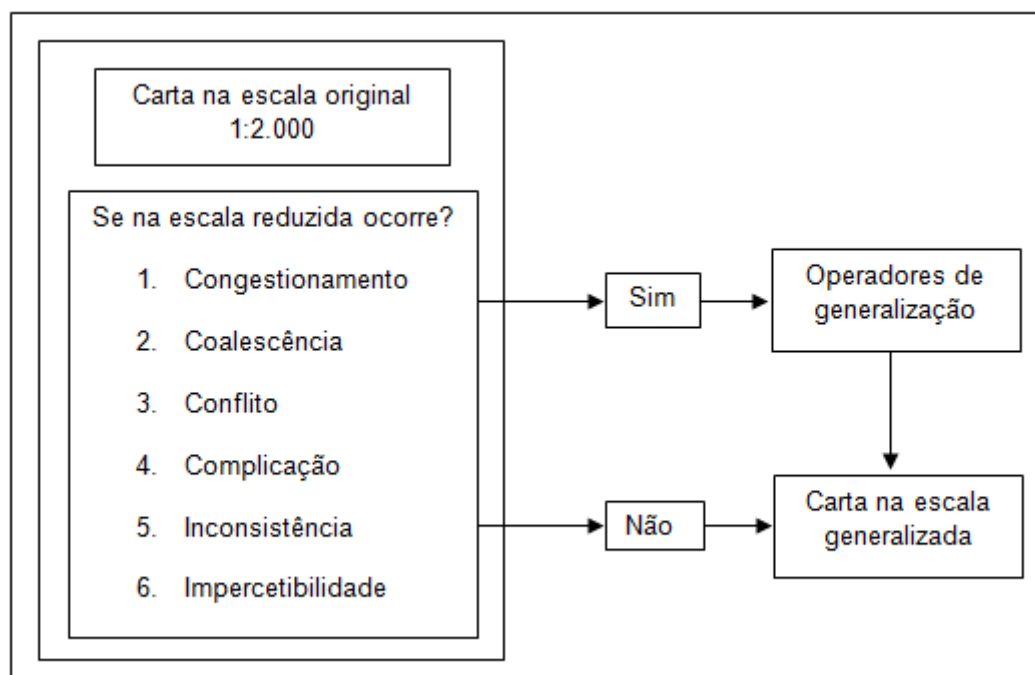 Carta na escala original
1:2.000
Se na escala reduzida ocorre?
1. Congestionamento
2. Coalescência
3. Conflito
4. Complicação
5. Inconsistência
6. Impercetibilidade
Sim
Operadores de
generalização
Não
Carta na escala
generalizada